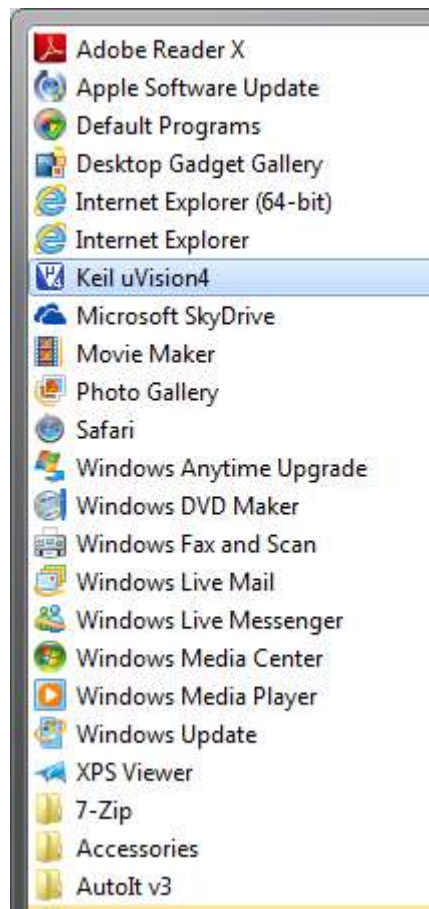 Adobe Reader X
Apple Software Update
Default Programs
Desktop Gadget Gallery
Internet Explorer (64-bit)
Internet Explorer
Keil uVision4
Microsoft SkyDrive
Movie Maker
Photo Gallery
Safari
Windows Anytime Upgrade
Windows DVD Maker
Windows Fax and Scan
Windows Live Mail
Windows Live Messenger
Windows Media Center
Windows Media Player
Windows Update
XPS Viewer
7-Zip
Accessories
AutoIt v3